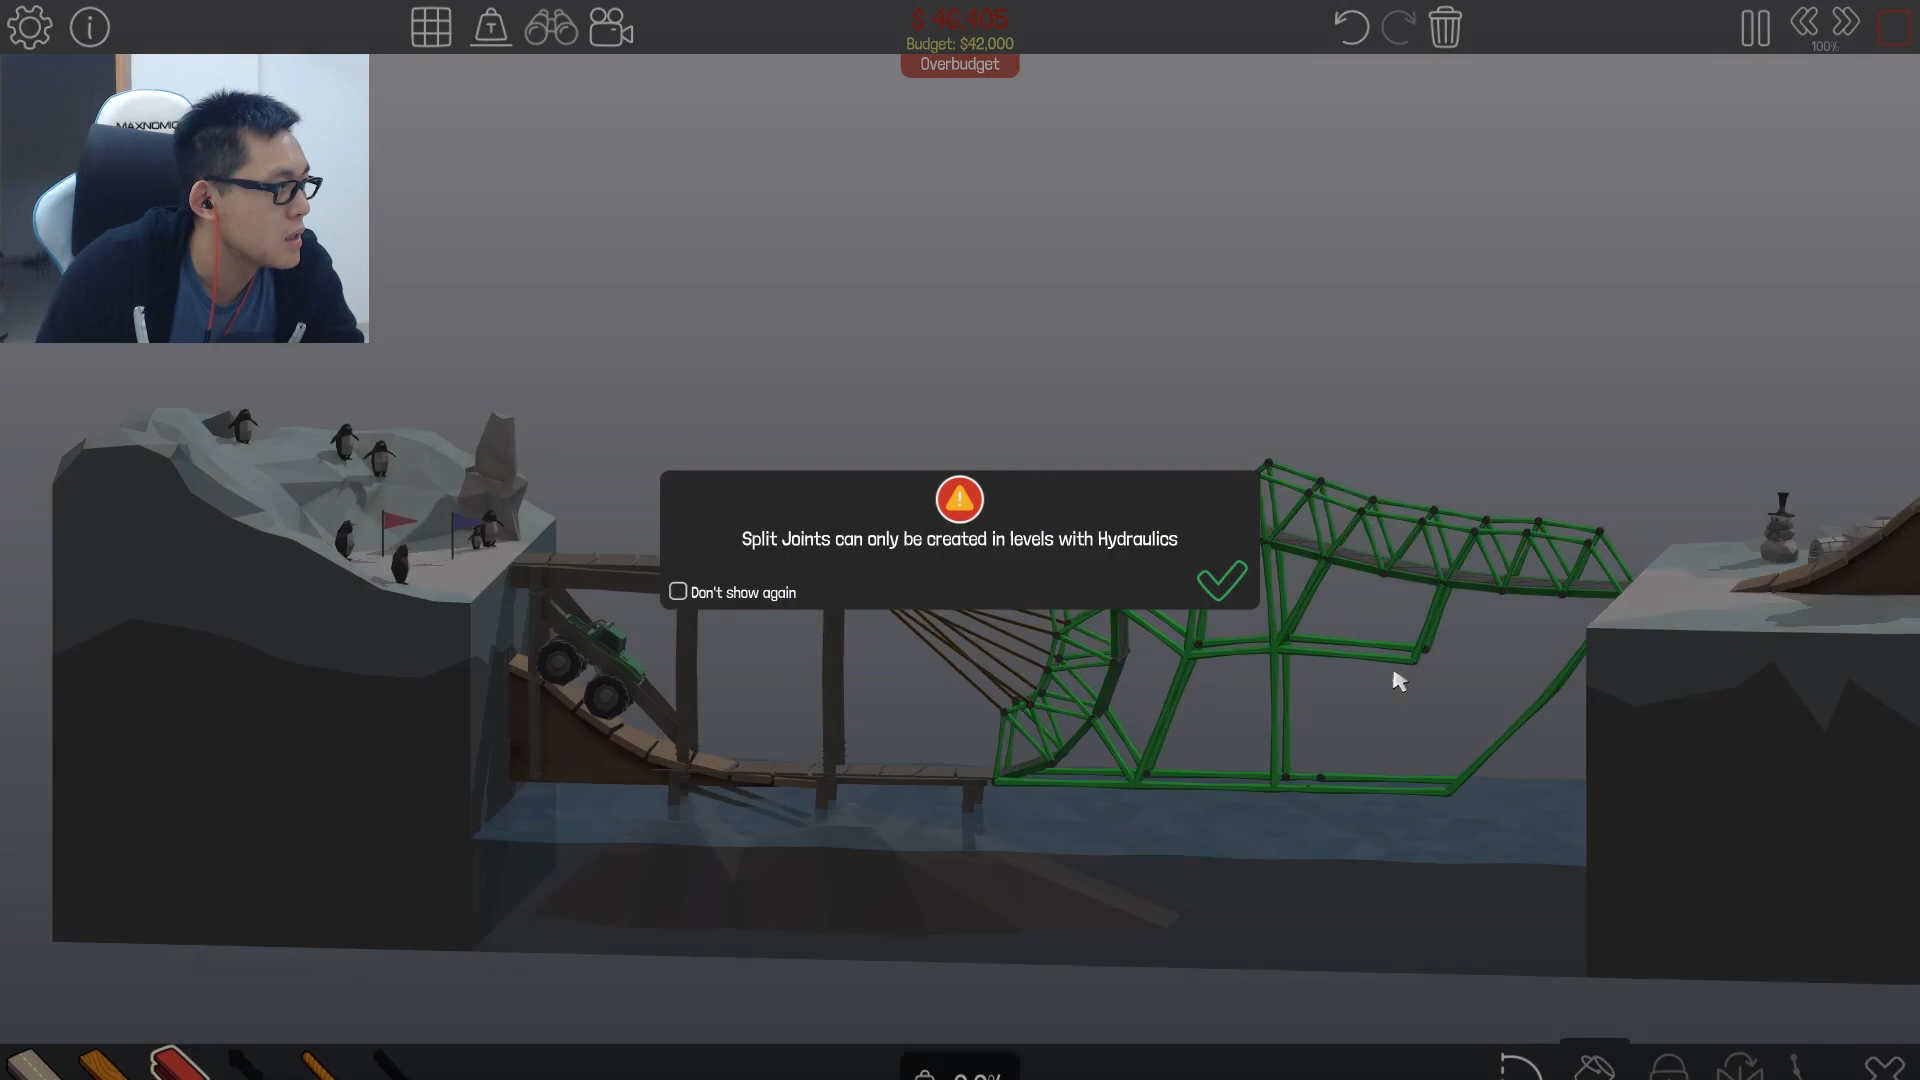 $ 46,405
Budget: $42,000
Overbudget
100%
MAXNOMIC
Split Joints can only be created in levels with Hydraulics
Don't show again